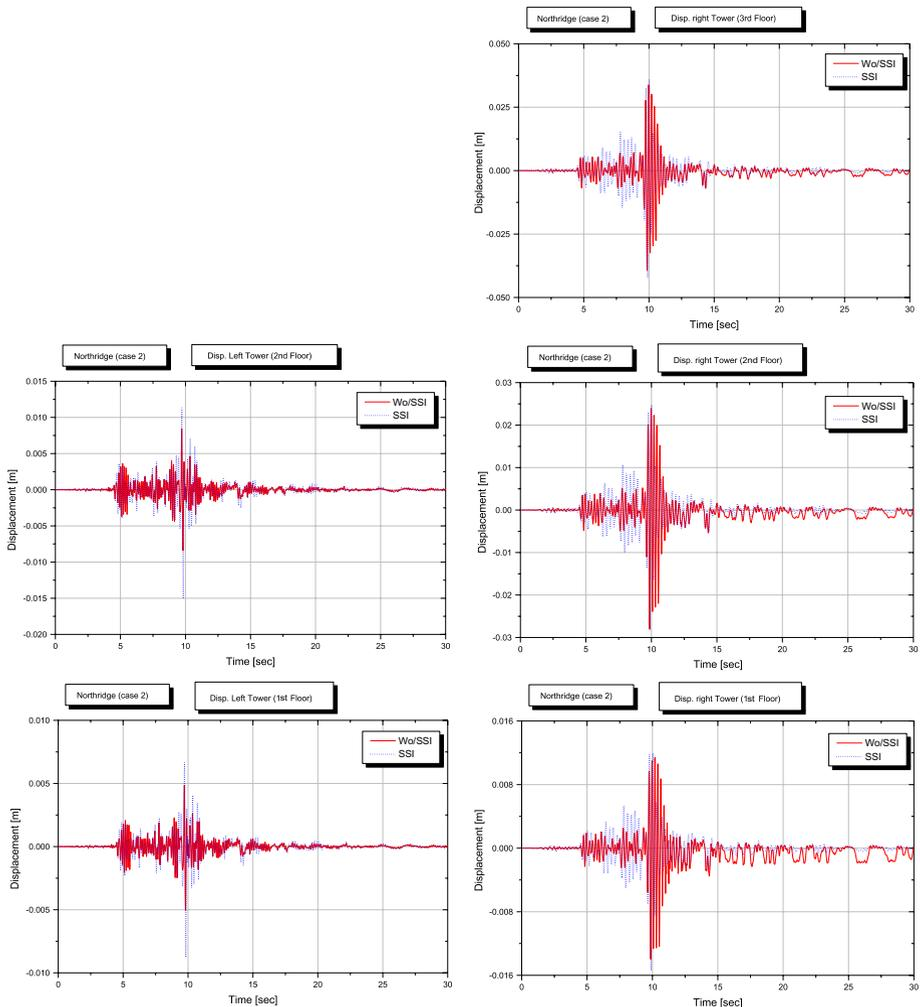 Northridge (case 2)
Disp. right Tower (3rd Floor)
0.050
0.025
0.000
-0.025
-0.050
Displacement [m]
Wo/SSI
SSI
0 5 10 15 20 25 30
Time [sec]
Northridge (case 2)
Disp. Left Tower (2nd Floor)
0.015
0.010
0.005
0.000
-0.005
-0.010
-0.015
-0.020
Displacement [m]
Wo/SSI
SSI
0 5 10 15 20 25 30
Time [sec]
Northridge (case 2)
Disp. right Tower (2nd Floor)
0.03
0.02
0.01
0.00
-0.01
-0.02
-0.03
Displacement [m]
Wo/SSI
SSI
0 5 10 15 20 25 30
Time [sec]
Northridge (case 2)
Disp. Left Tower (1st Floor)
0.010
0.005
0.000
-0.005
-0.010
Displacement [m]
Wo/SSI
SSI
0 5 10 15 20 25 30
Time [sec]
Northridge (case 2)
Disp. right Tower (1st Floor)
0.016
0.008
0.000
-0.008
-0.016
Displacement [m]
Wo/SSI
SSI
0 5 10 15 20 25 30
Time [sec]